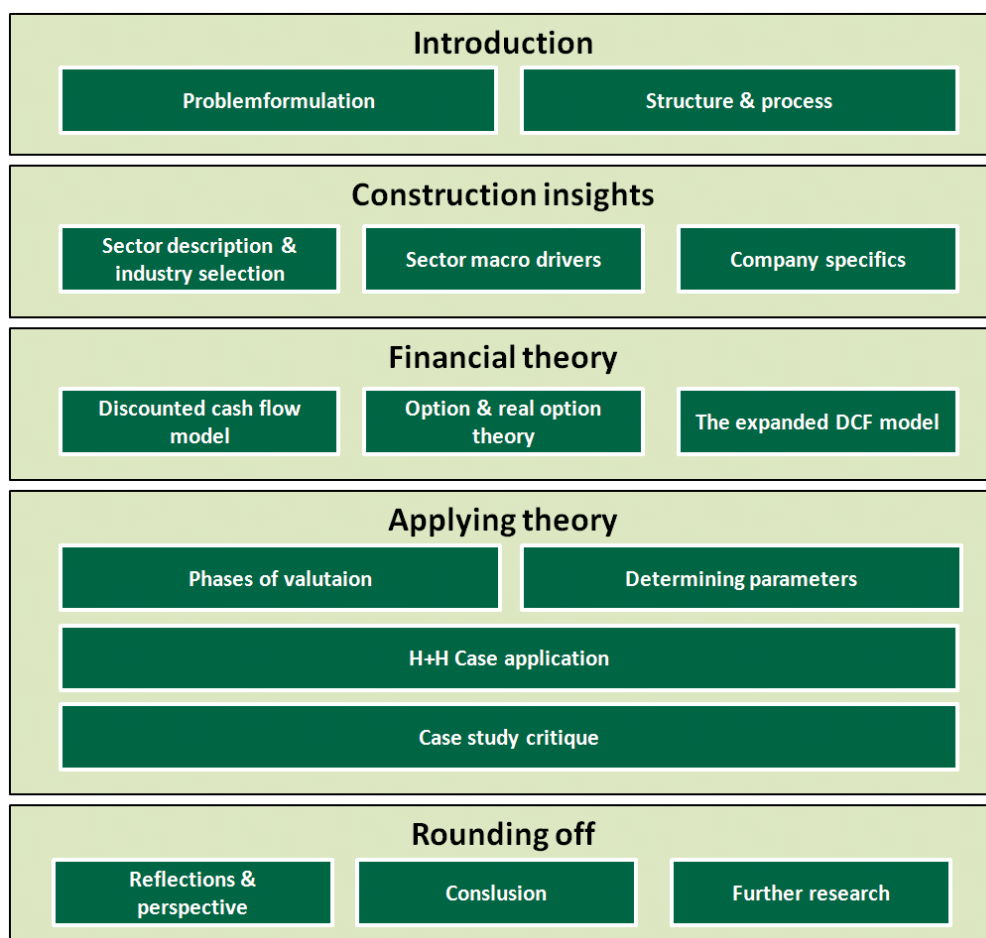 Introduction
Problemformulation
Structure & process
Construction insights
Sector description &
industry selection
Sector macro drivers
Company specifics
Financial theory
Discounted cash flow
model
Option & real option
theory
The expanded DCF model
Applying theory
Phases of valutaion
Determining parameters
H+H Case application
Case study critique
Rounding off
Reflections &
perspective
Conslusion
Further research